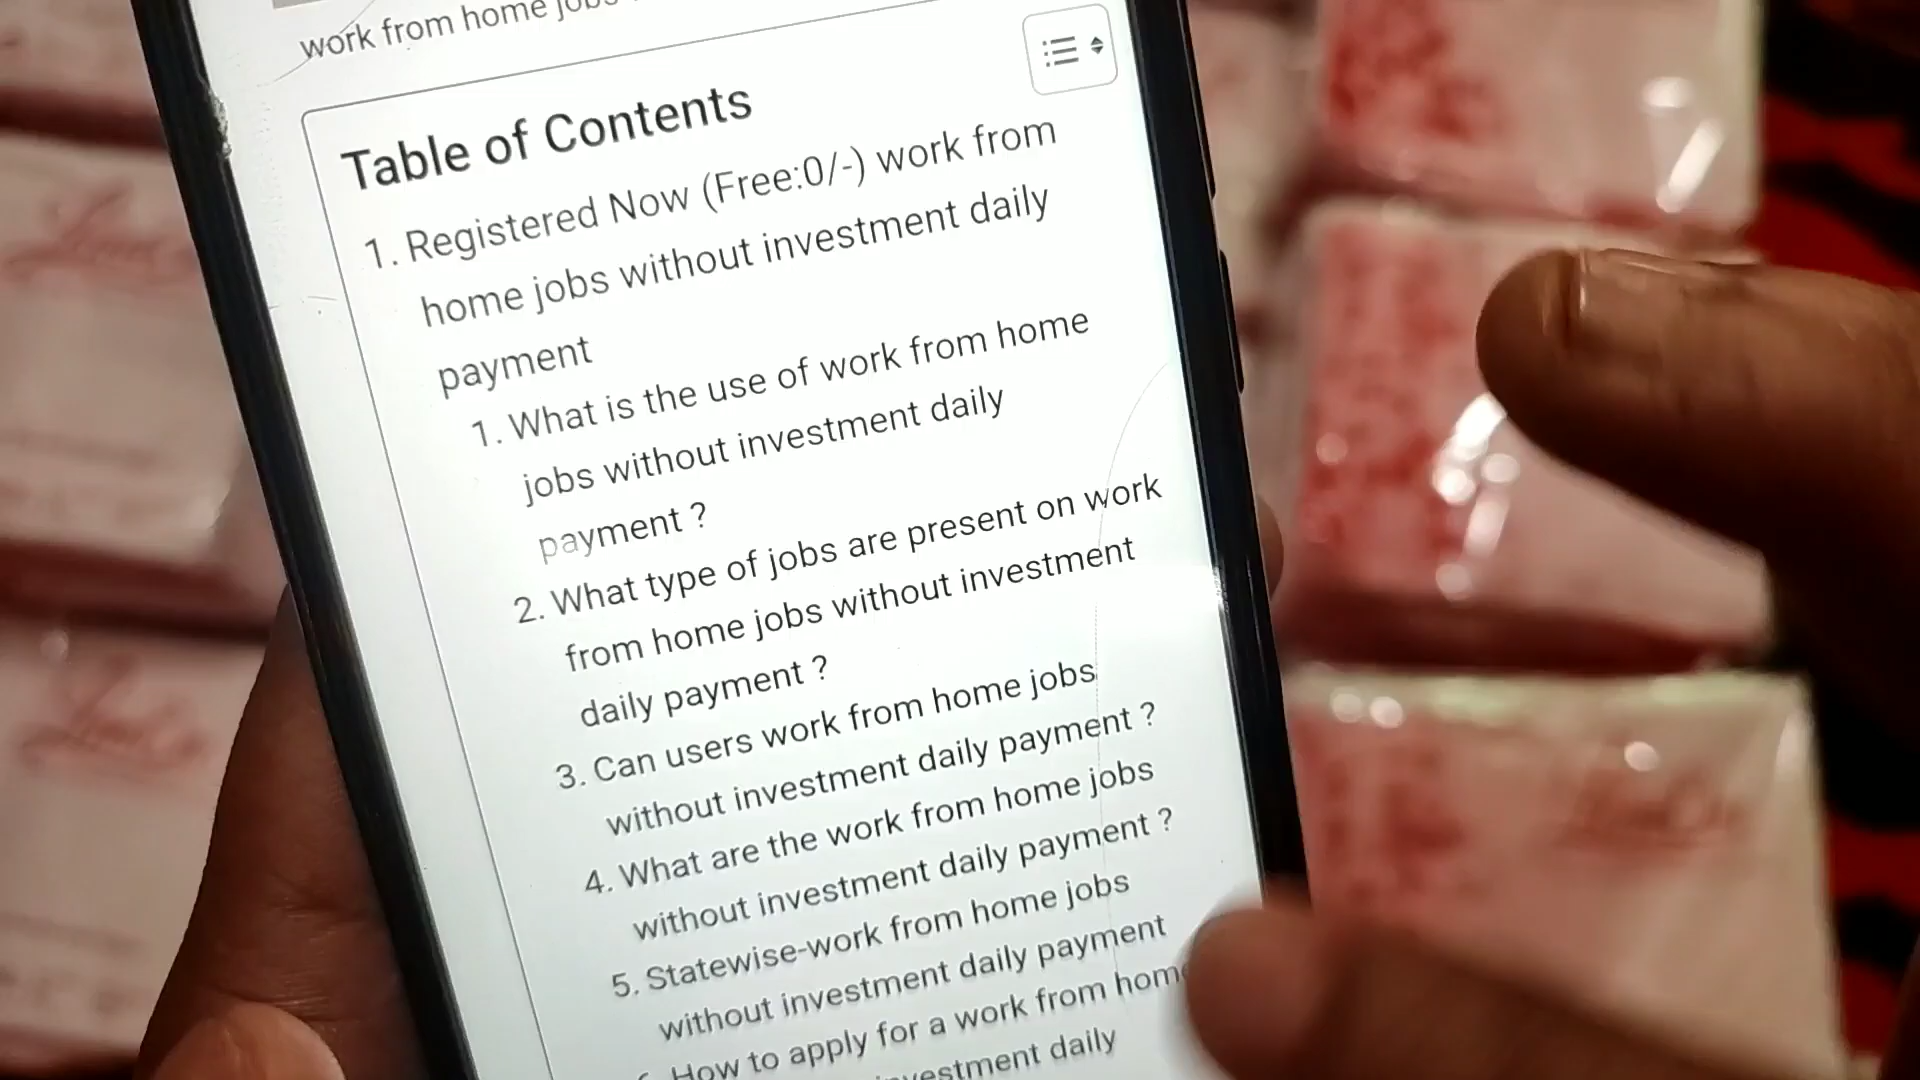 work from home jobs
Table of Contents
1. Registered Now (Free:0/-) work from
home jobs without investment daily
payment
1. What is the use of work from home
jobs without investment daily
payment ?
2. What type of jobs are present on work
from home jobs without investment
daily payment ?
3. Can users work from home jobs
without investment daily payment ?
4. What are the work from home jobs
without investment daily payment ?
5. Statewise-work from home jobs
without investment daily payment
How to apply for a work from home
investment daily